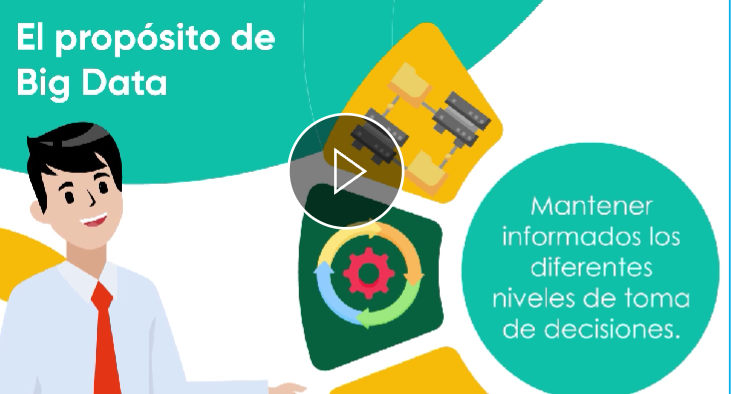 El propósito de
Big Data
Mantener
informados los
diferentes
niveles de toma
de decisiones.